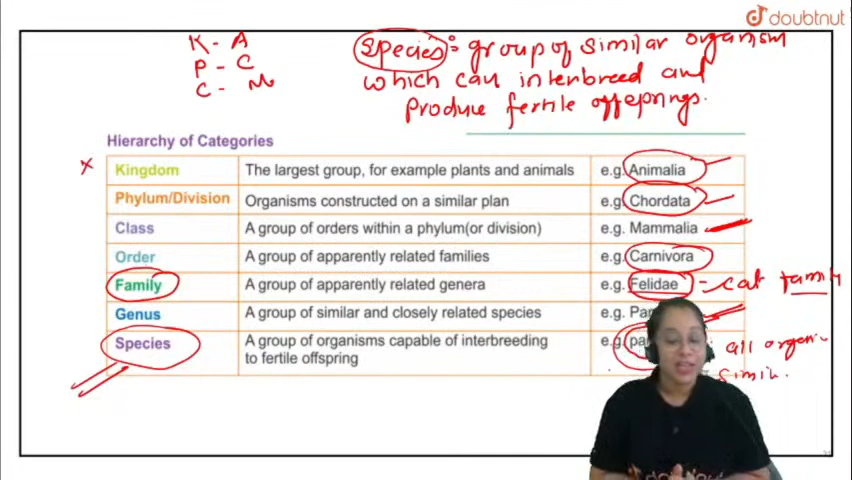 doubtnut
K - A
P - C
C - M
Species: group of similar organism
which can interbreed and
Produce fertile offsprings.
Hierarchy of Categories
x Kingdom The largest group, for example plants and animals e.g. Animalia
Phylum/Division Organisms constructed on a similar plan e.g. Chordata
Class A group of orders within a phylum(or division) e.g. Mammalia
Order A group of apparently related families e.g. Carnivora
Family A group of apparently related genera e.g. Felidae - cat family
Genus A group of similar and closely related species e.g.
Species A group of organisms capable of interbreeding e.g. all
to fertile offspring